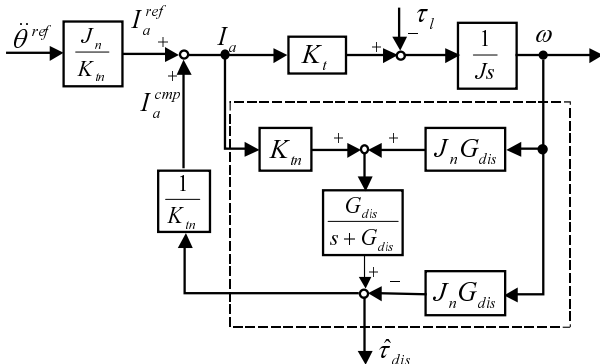 θ̈ ref
J_n / K_tn
I_a^ref
+
+
I_a
K_t
+
−
τ_l
1 / Js
ω
I_a^cmp
K_tn
+
+
J_n G_dis
1 / K_tn
G_dis / s + G_dis
+
−
J_n G_dis
τ̂_dis